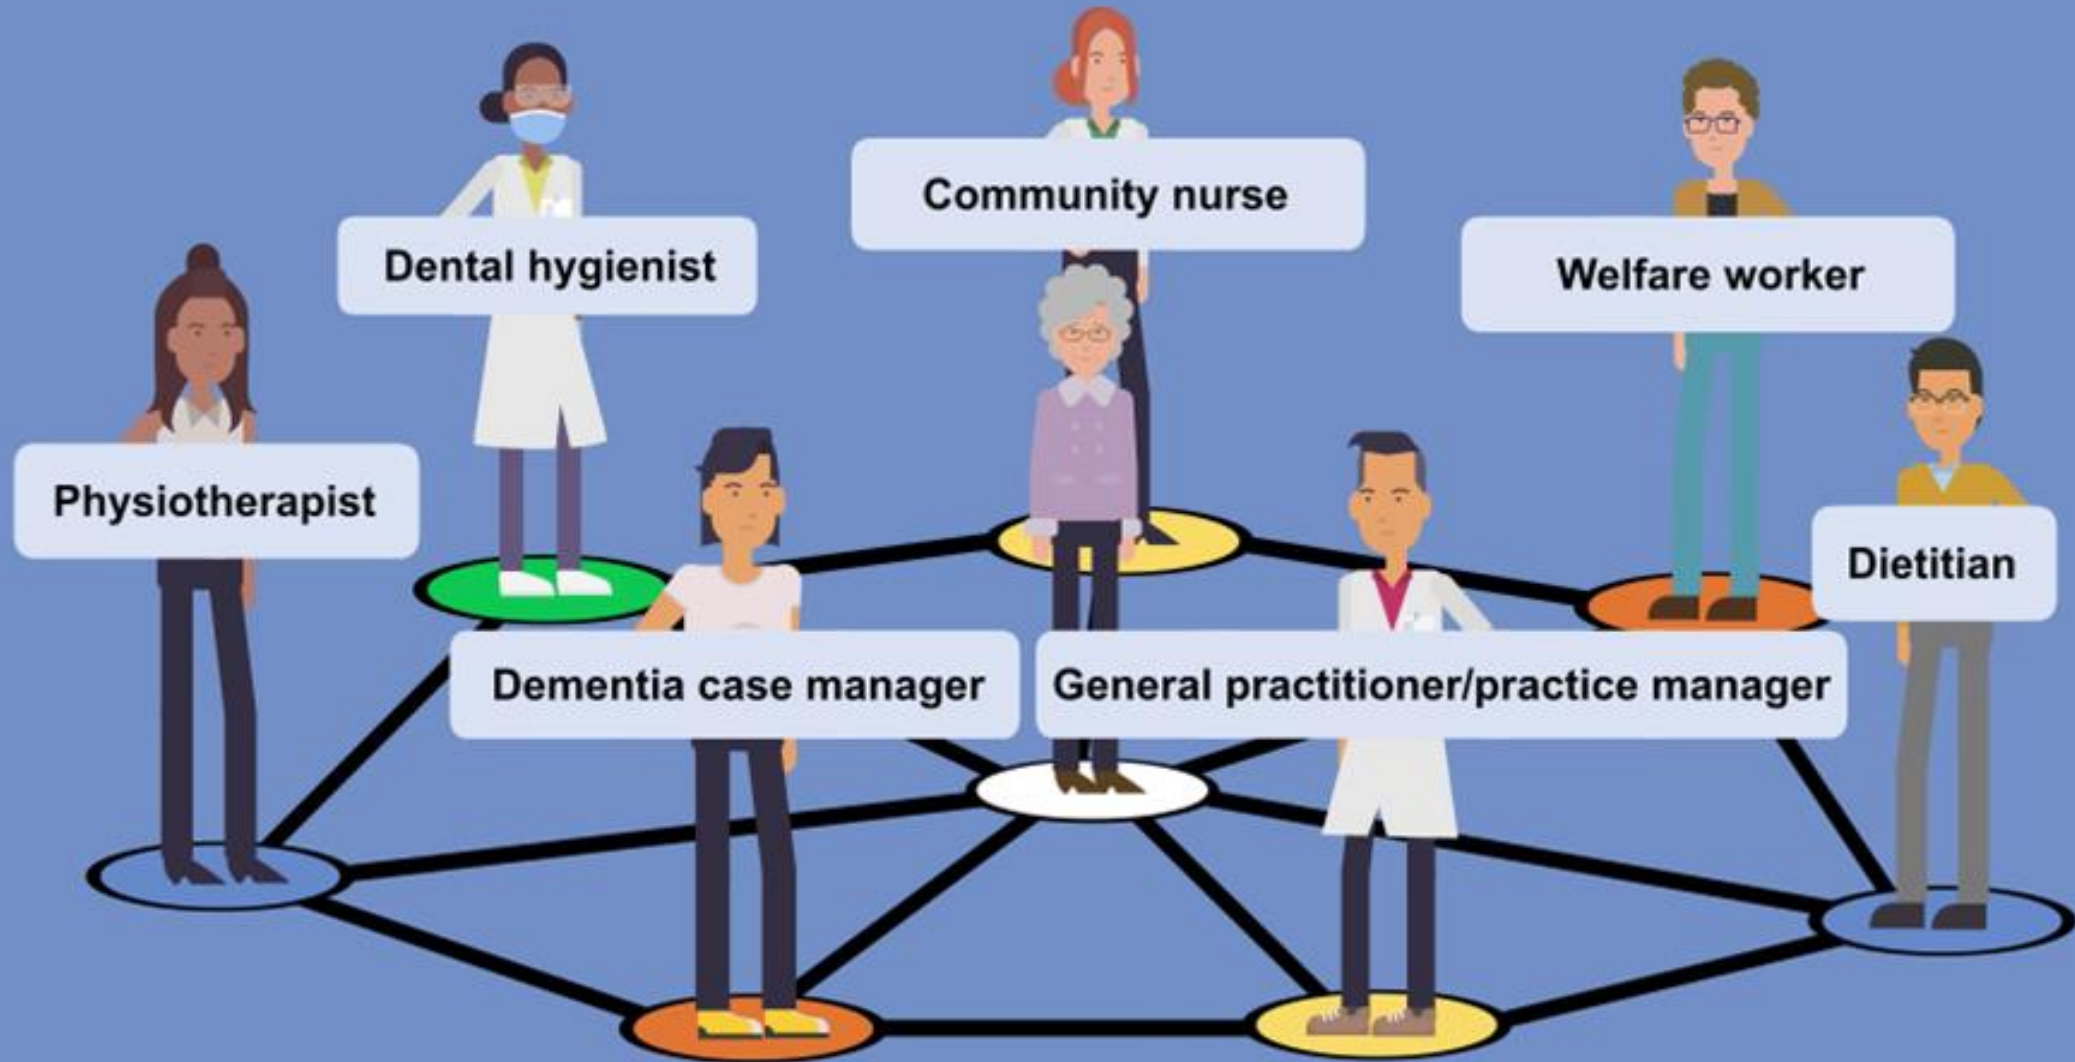 Community nurse
Dental hygienist
Welfare worker
Physiotherapist
Dietitian
Dementia case manager
General practitioner/practice manager